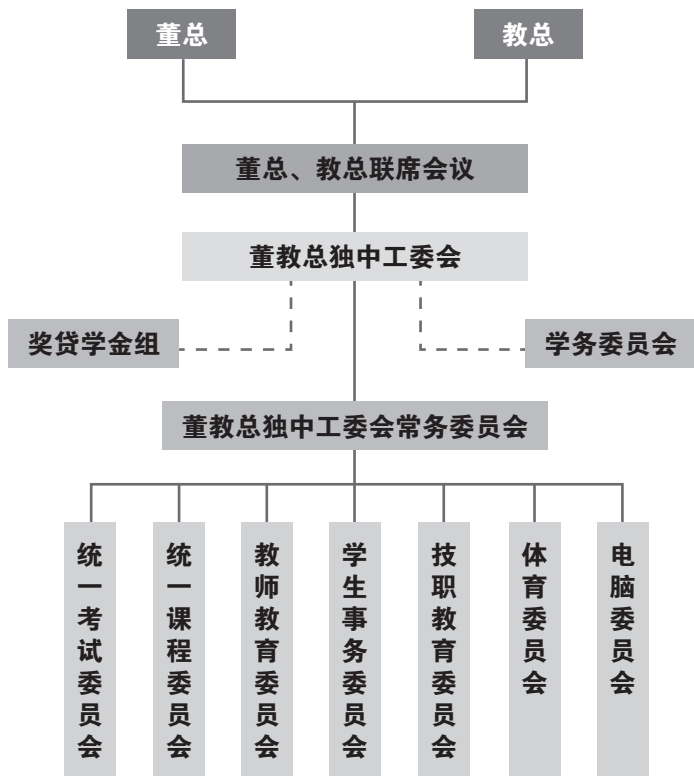 董总
教总
董总、教总联席会议
董教总独中工委会
奖贷学金组
学务委员会
董教总独中工委会常务委员会
统一考试委员会
统一课程委员会
教师教育委员会
学生事务委员会
技职教育委员会
体育委员会
电脑委员会